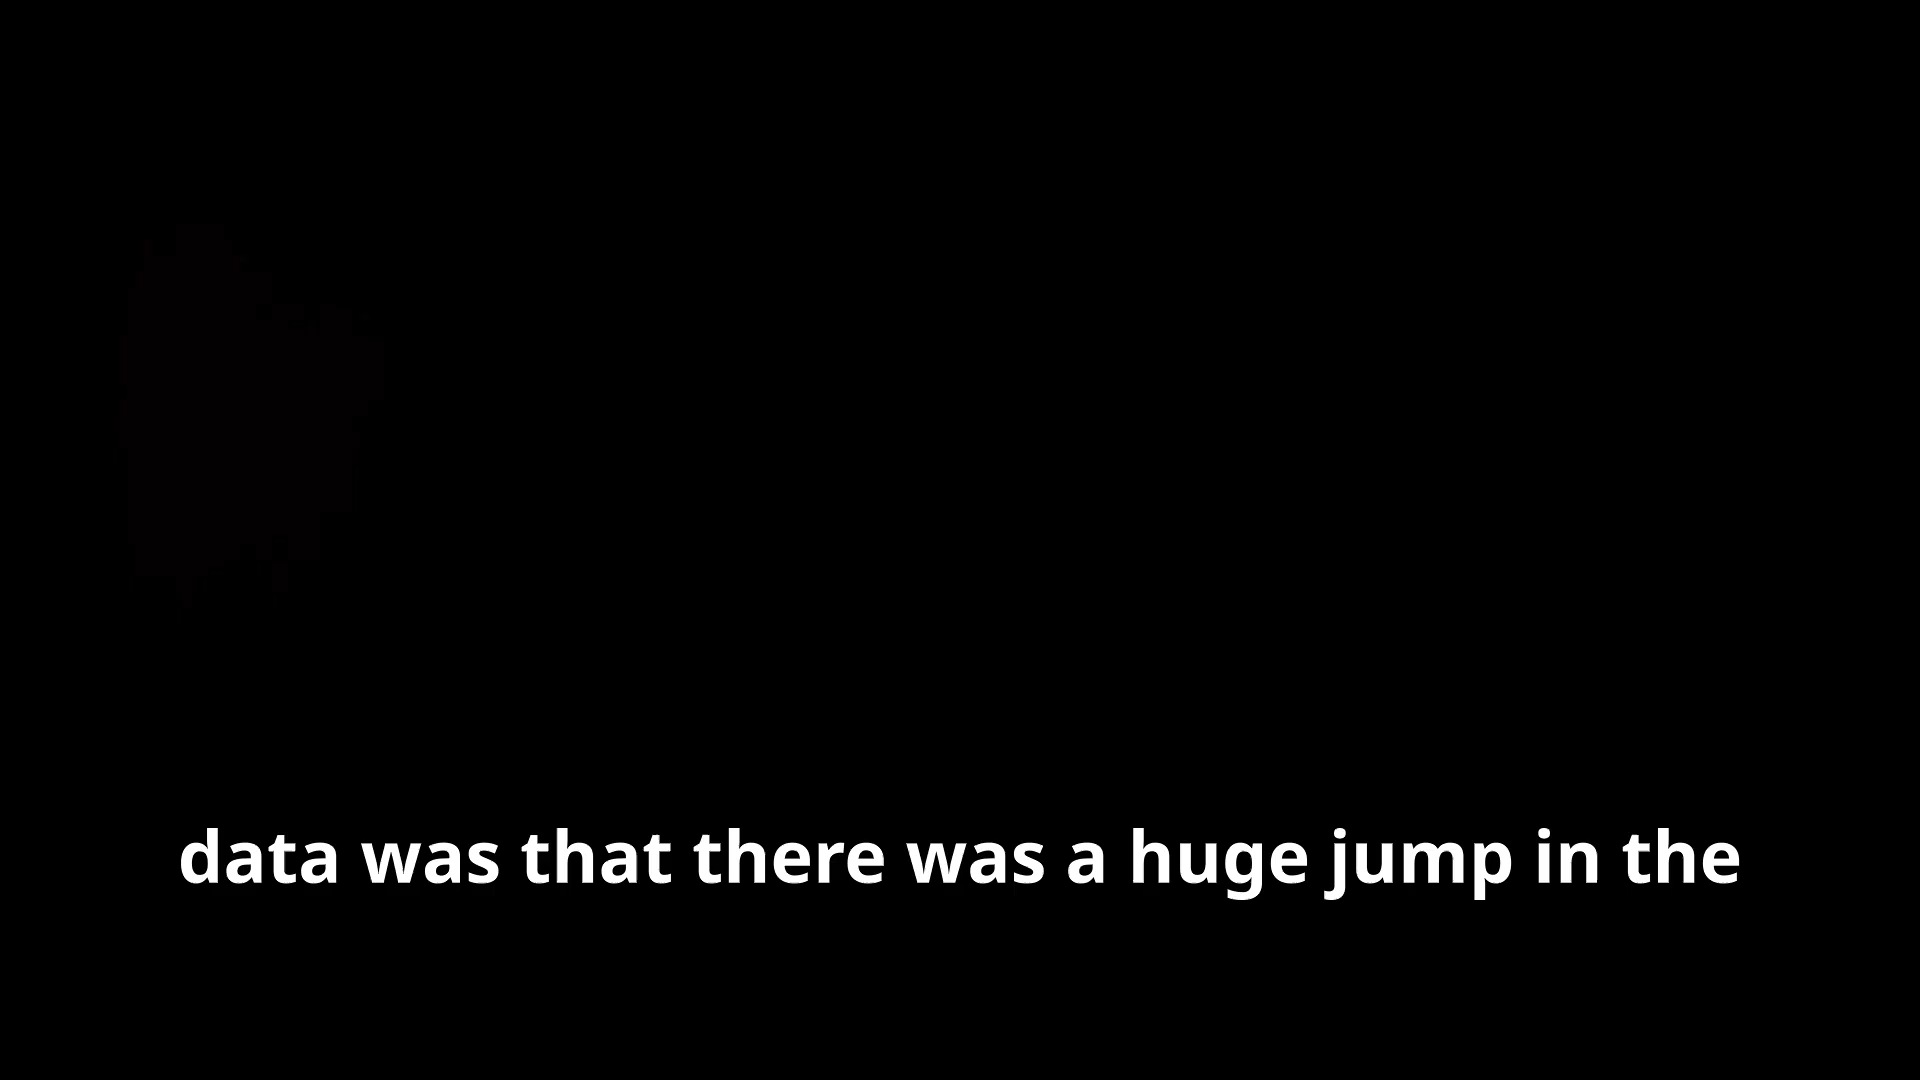 data was that there was a huge jump in the